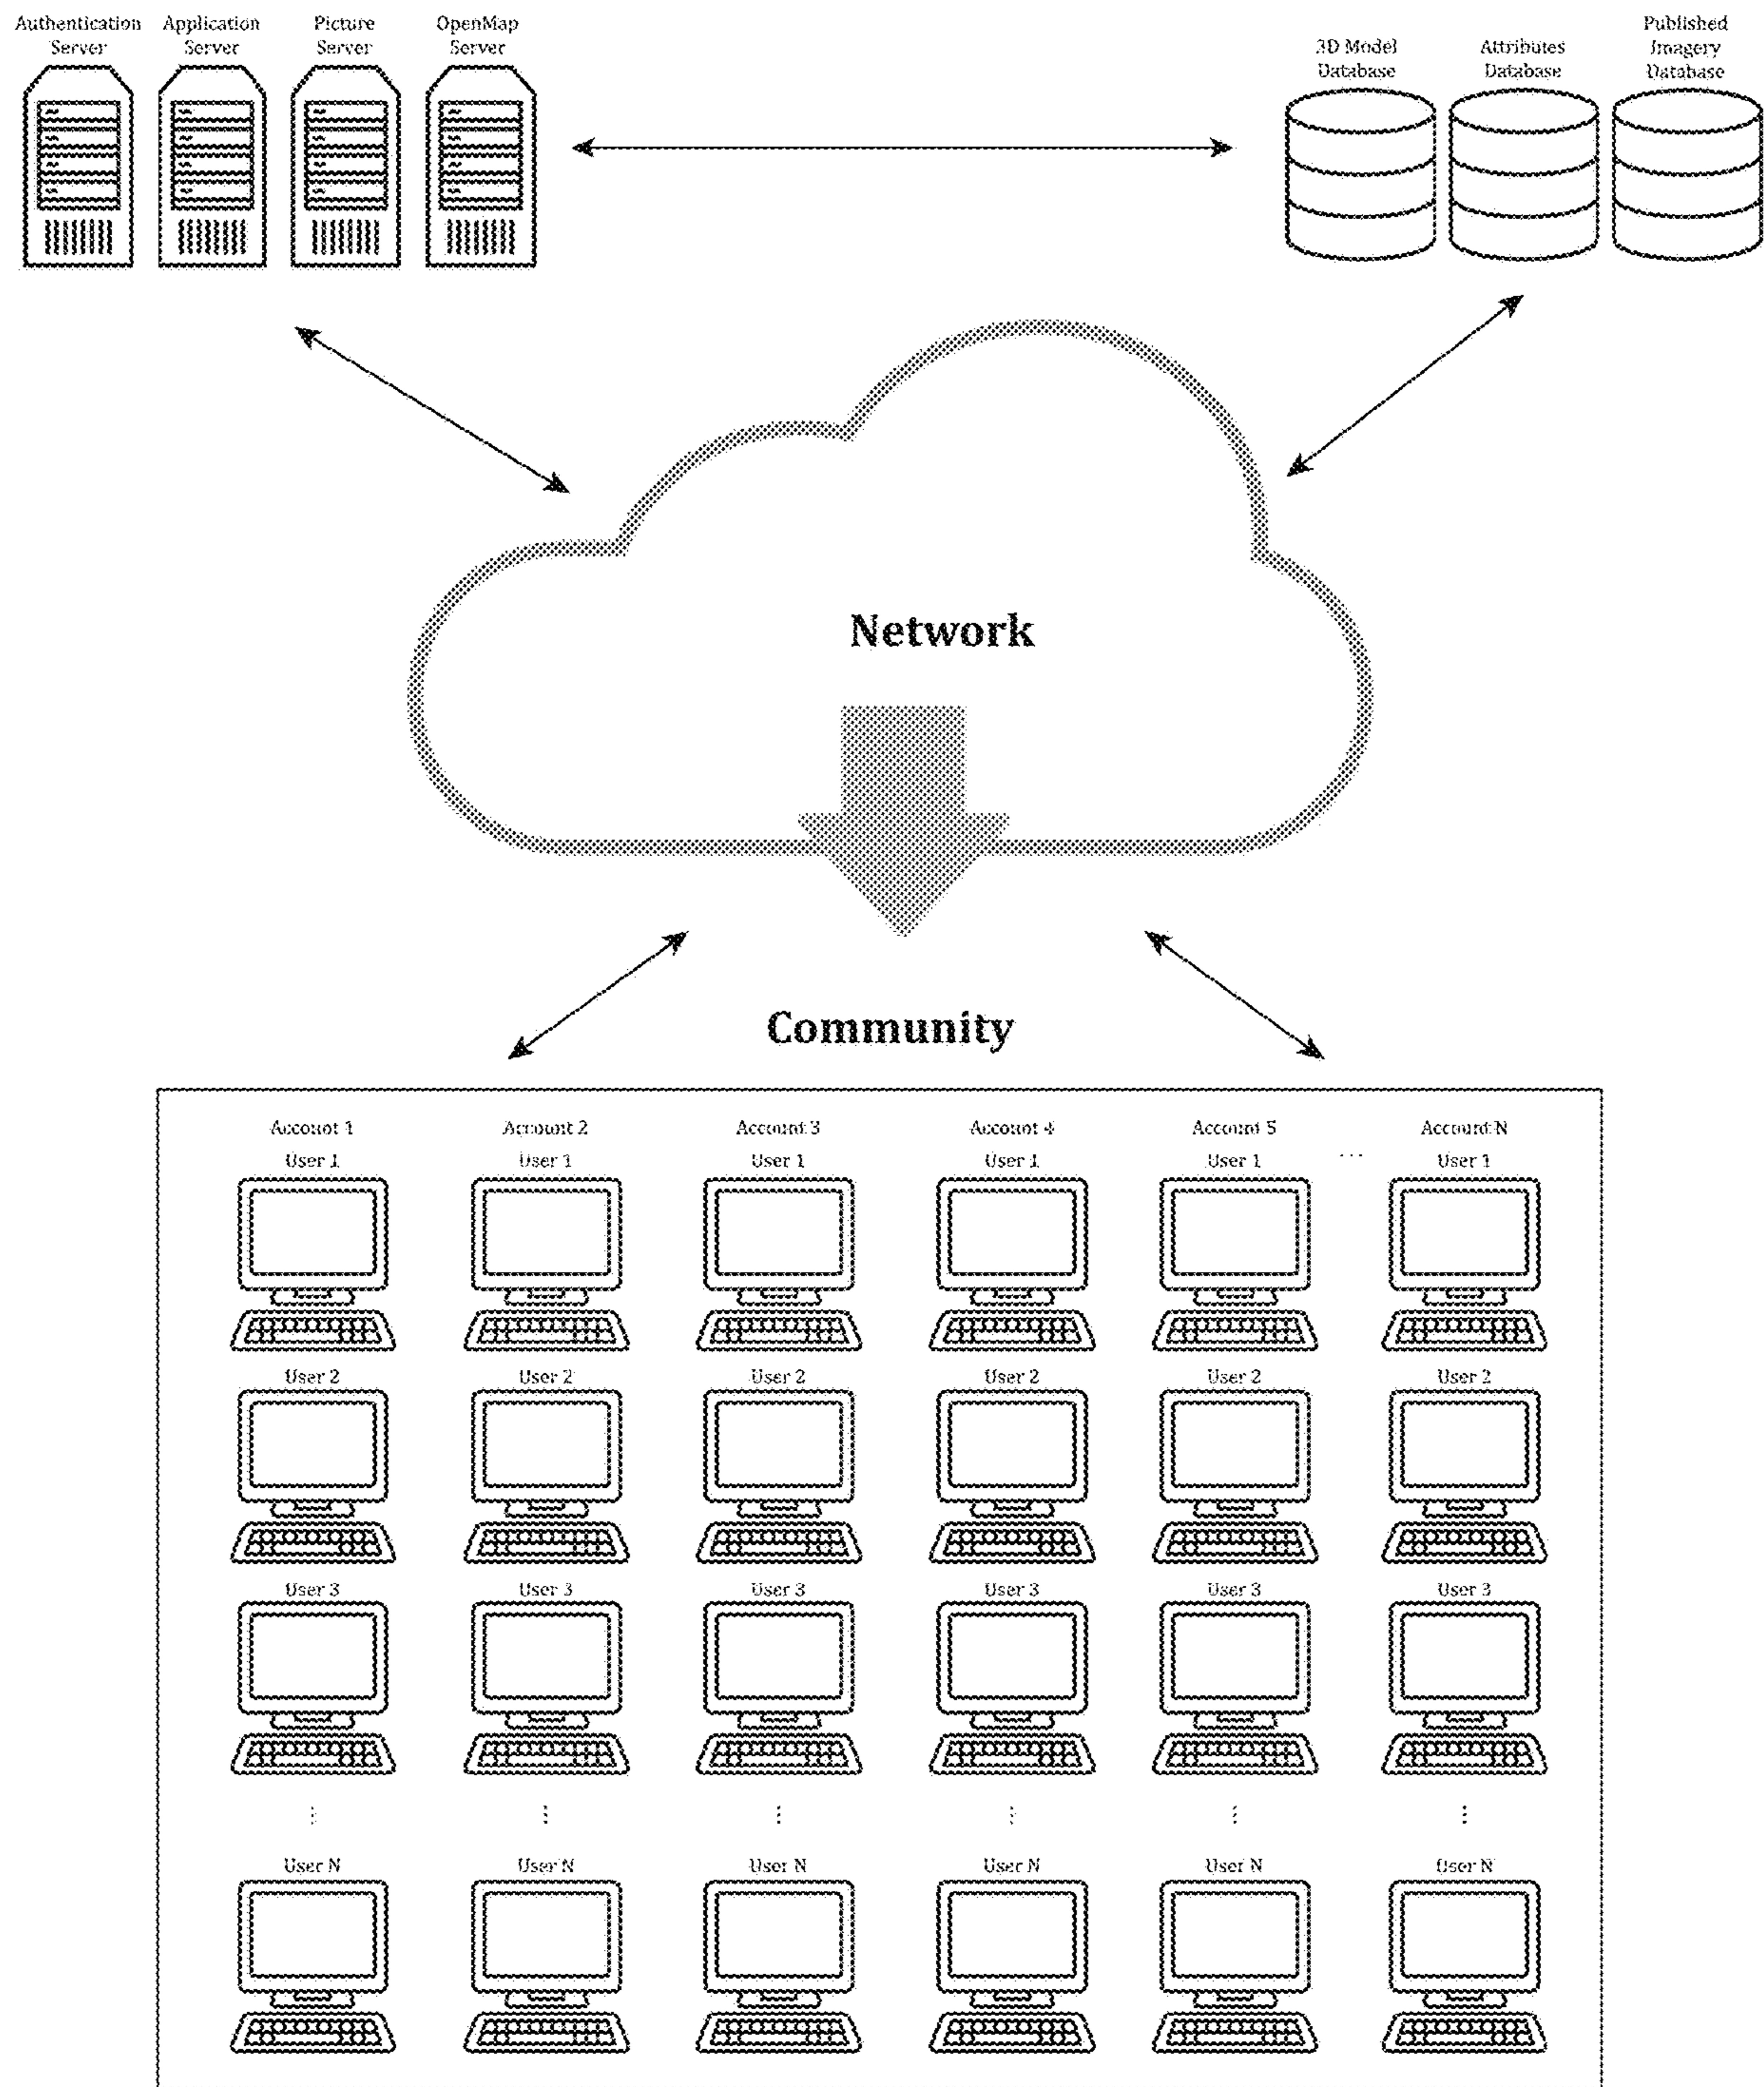 Authentication Server
Application Server
Picture Server
OpenMap Server
3D Model Database
Attributes Database
Published Imagery Database
Network
Community
Account 1
Account 2
Account 3
Account 4
Account 5
...
Account N
User 1
User 1
User 1
User 1
User 1
User 1
User 2
User 2
User 2
User 2
User 2
User 2
User 3
User 3
User 3
User 3
User 3
User 3
User N
User N
User N
User N
User N
User N